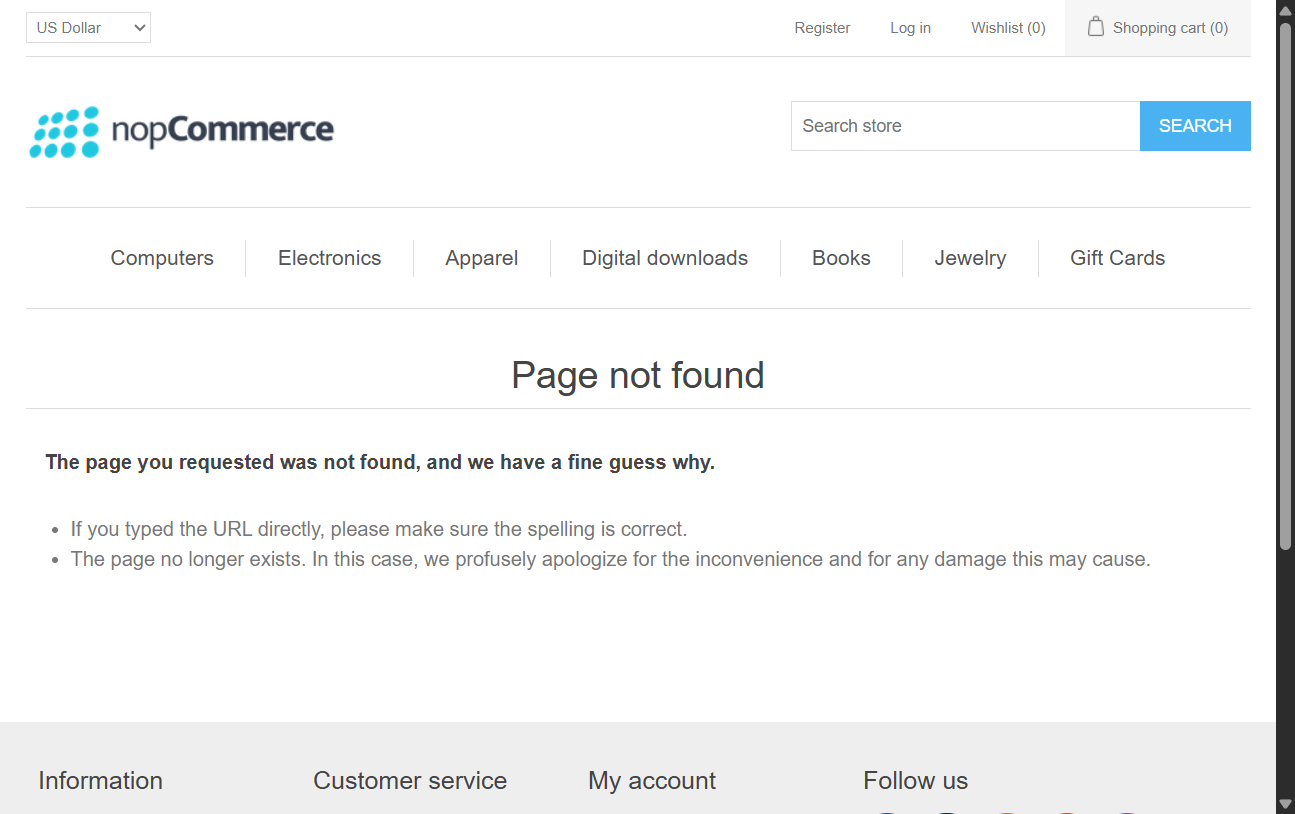 US Dollar
Register
Log in
Wishlist (0)
Shopping cart (0)
nopCommerce
Search store
SEARCH
Computers
Electronics
Apparel
Digital downloads
Books
Jewelry
Gift Cards
Page not found
The page you requested was not found, and we have a fine guess why.
If you typed the URL directly, please make sure the spelling is correct.
The page no longer exists. In this case, we profusely apologize for the inconvenience and for any damage this may cause.
Information
Customer service
My account
Follow us